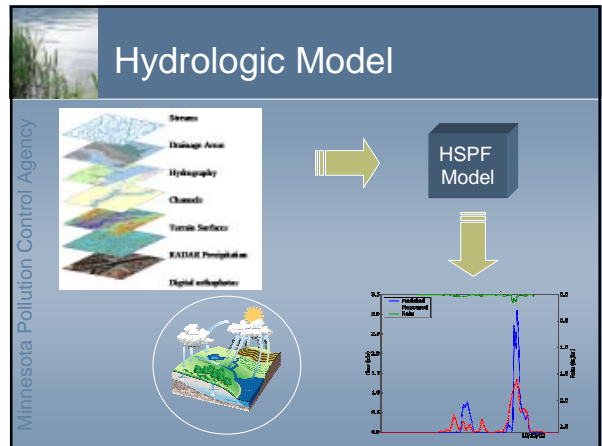 Hydrologic Model
Minnesota Pollution Control Agency
Streams
Drainage Areas
Hydrography
Channels
Terrain Surfaces
RADAR Precipitation
Digital orthophotos
HSPF
Model
Modeled
Measured
Rain